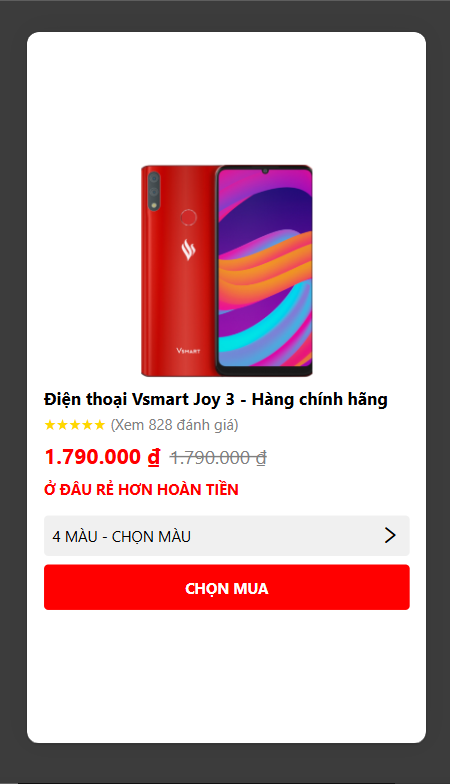 VSMART
Điện thoại Vsmart Joy 3 - Hàng chính hãng
★★★★★ (Xem 828 đánh giá)
1.790.000 ₫ 1.790.000 ₫
Ở ĐÂU RẺ HƠN HOÀN TIỀN
4 MÀU - CHỌN MÀU
CHỌN MUA